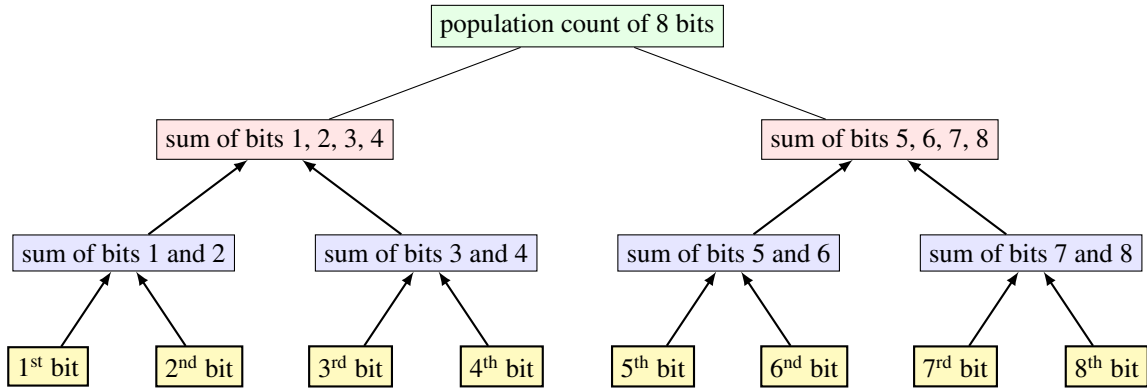 population count of 8 bits
sum of bits 1, 2, 3, 4
sum of bits 5, 6, 7, 8
sum of bits 1 and 2
sum of bits 3 and 4
sum of bits 5 and 6
sum of bits 7 and 8
1st bit
2nd bit
3rd bit
4th bit
5th bit
6nd bit
7rd bit
8th bit